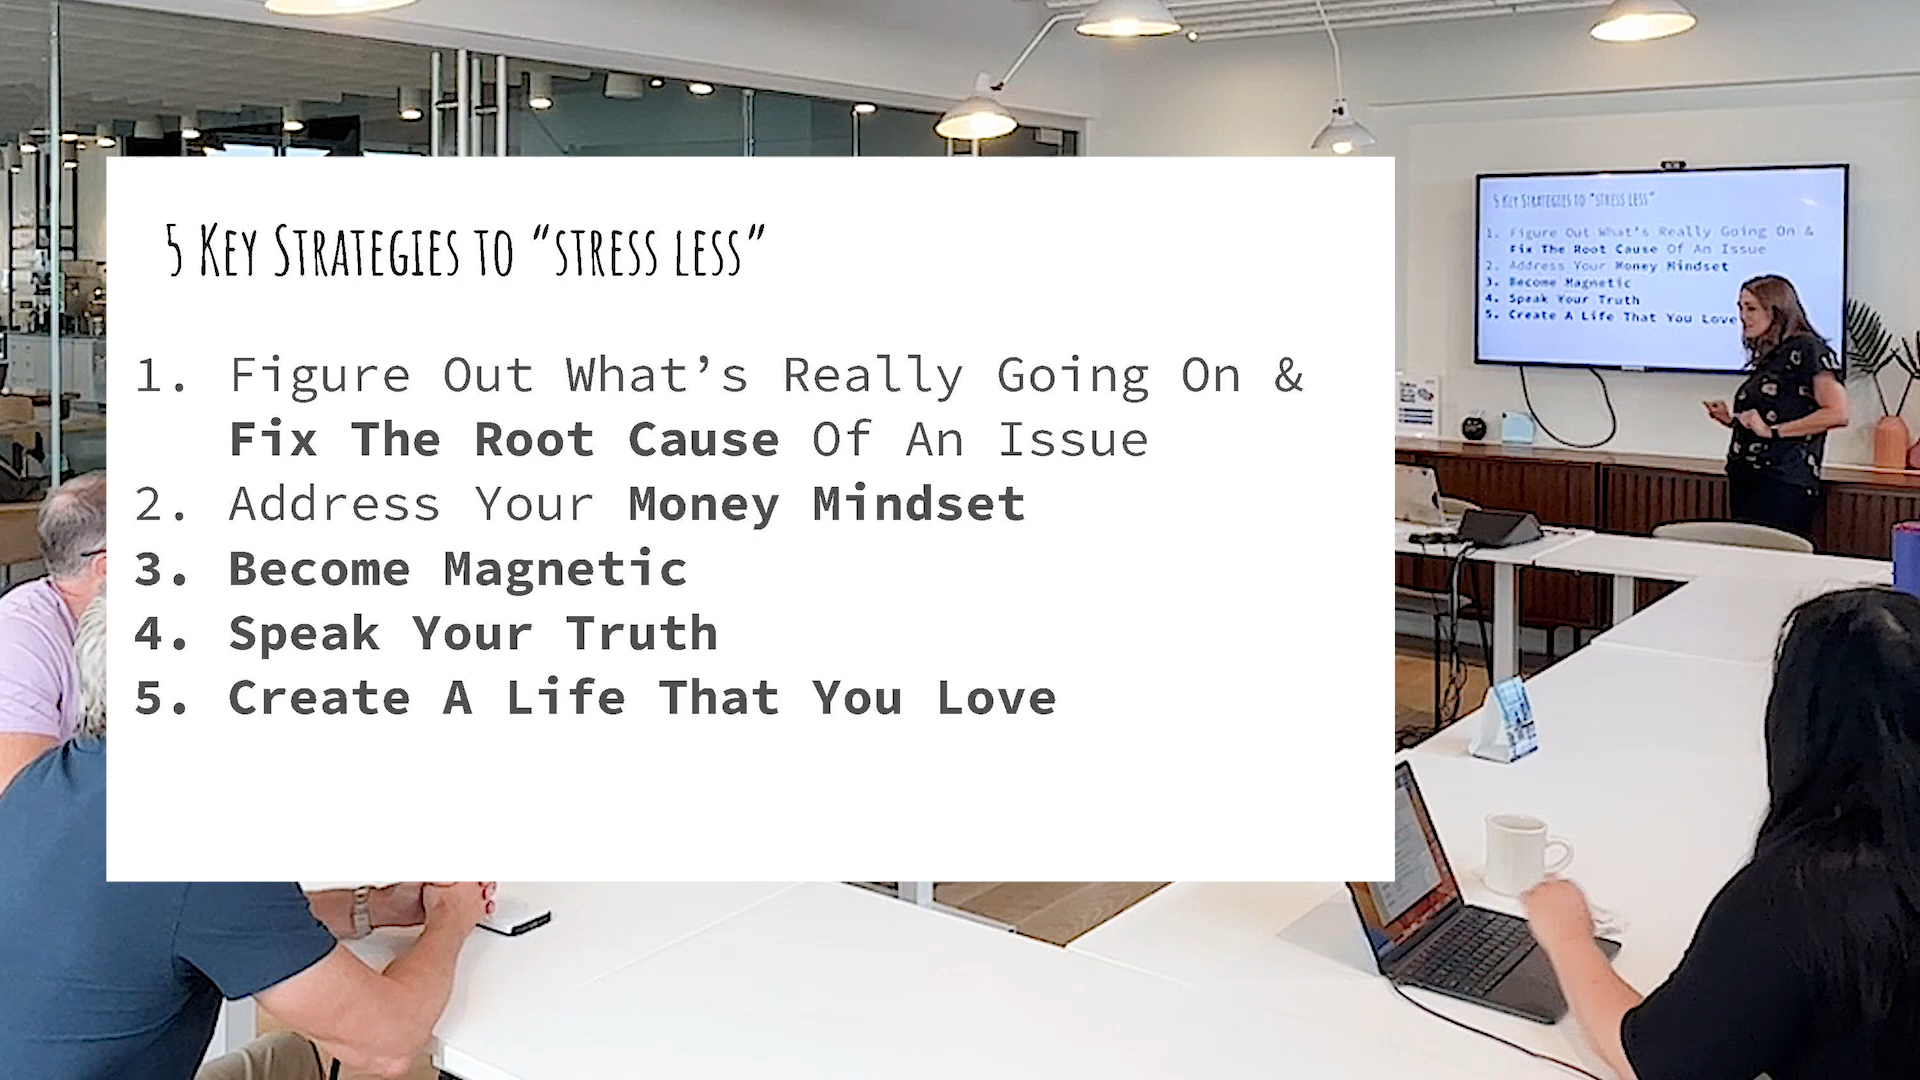 5 Key Strategies to “stress less”
1. Figure Out What’s Really Going On &
Fix The Root Cause Of An Issue
2. Address Your Money Mindset
3. Become Magnetic
4. Speak Your Truth
5. Create A Life That You Love
5 Key Strategies to “stress less”
1. Figure Out What’s Really Going On &
Fix The Root Cause Of An Issue
2. Address Your Money Mindset
3. Become Magnetic
4. Speak Your Truth
5. Create A Life That You Love